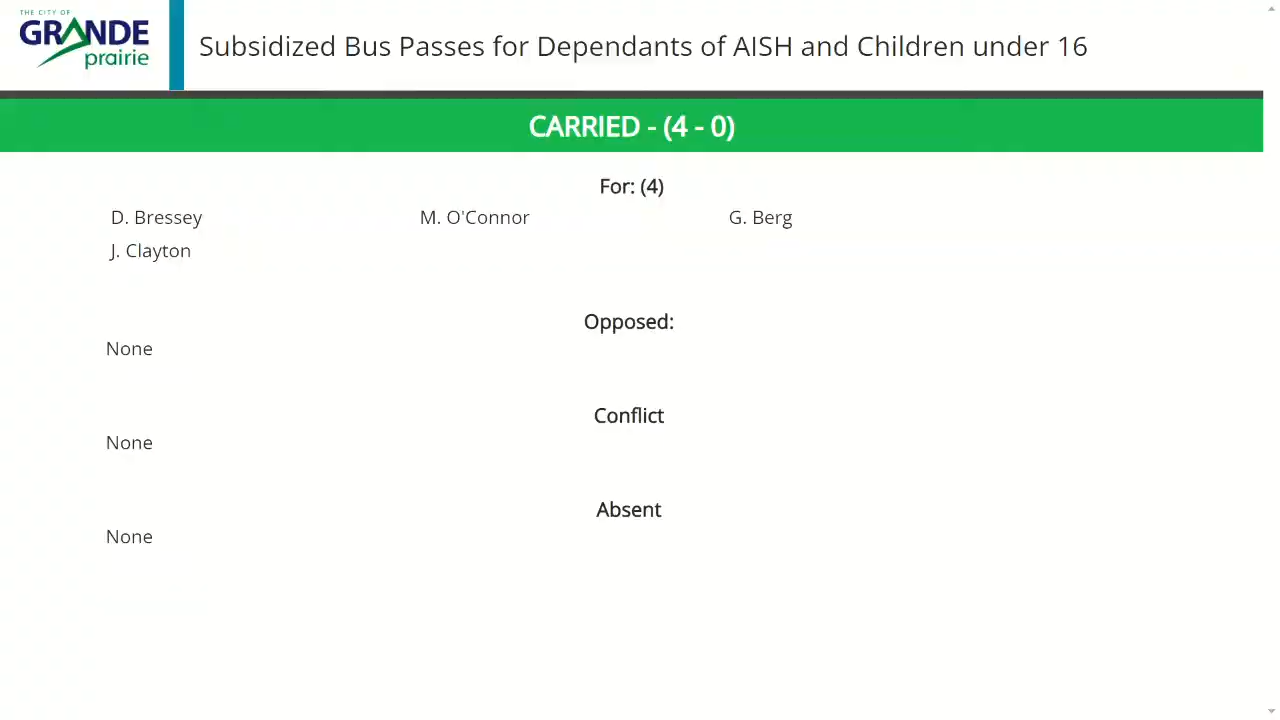 THE CITY OF
GRANDE
prairie
Subsidized Bus Passes for Dependants of AISH and Children under 16
CARRIED - (4 - 0)
For: (4)
D. Bressey M. O'Connor G. Berg
J. Clayton
Opposed:
None
Conflict
None
Absent
None